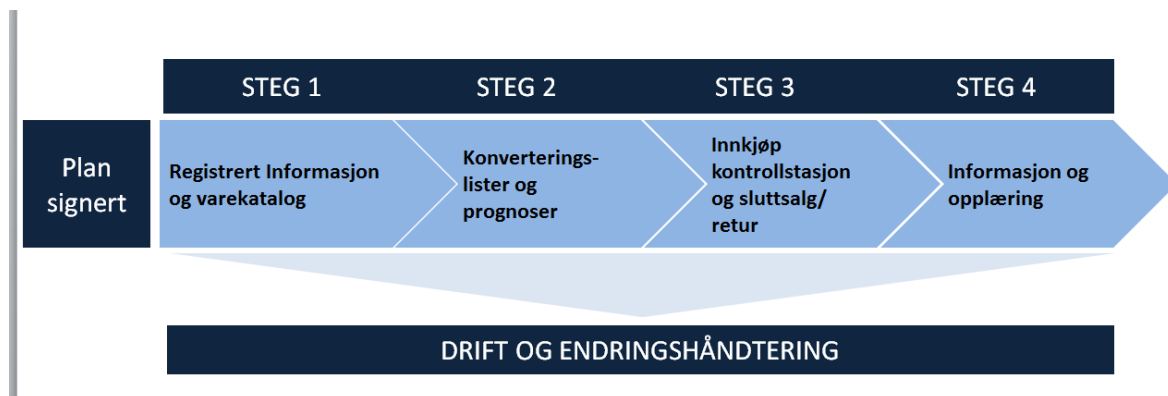 STEG 1
STEG 2
STEG 3
STEG 4
Plan
signert
Registrert Informasjon
og varekatalog
Konverterings-
lister og
prognoser
Innkjøp
kontrollstasjon
og sluttsalg/
retur
Informasjon og
opplæring
DRIFT OG ENDRINGSHÅNDTERING